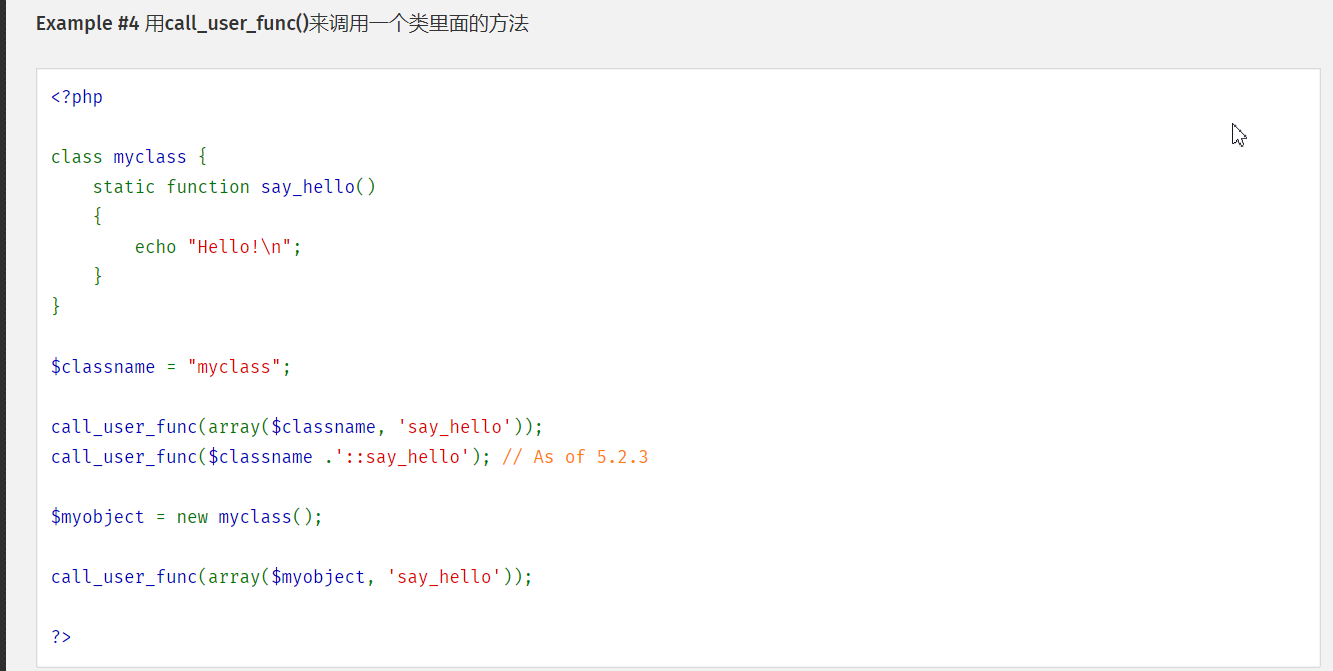 Example #4 用call_user_func()来调用一个类里面的方法
<?php
class myclass {
    static function say_hello()
    {
        echo "Hello!\n";
    }
}
$classname = "myclass";
call_user_func(array($classname, 'say_hello'));
call_user_func($classname .'::say_hello'); // As of 5.2.3
$myobject = new myclass();
call_user_func(array($myobject, 'say_hello'));
?>